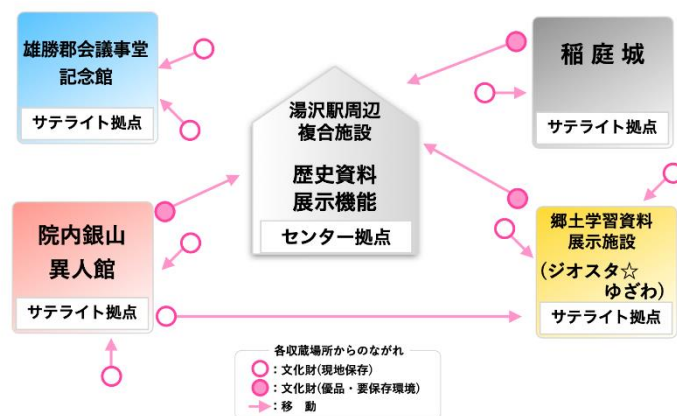 雄勝郡会議事堂
記念館
サテライト拠点
湯沢駅周辺
複合施設
歴史資料
展示機能
センター拠点
稲庭城
サテライト拠点
院内銀山
異人館
サテライト拠点
郷土学習資料
展示施設
(ジオスタ☆
ゆざわ)
サテライト拠点
各収蔵場所からのながれ
：文化財(現地保存)
：文化財(優品・要保存環境)
：移 動